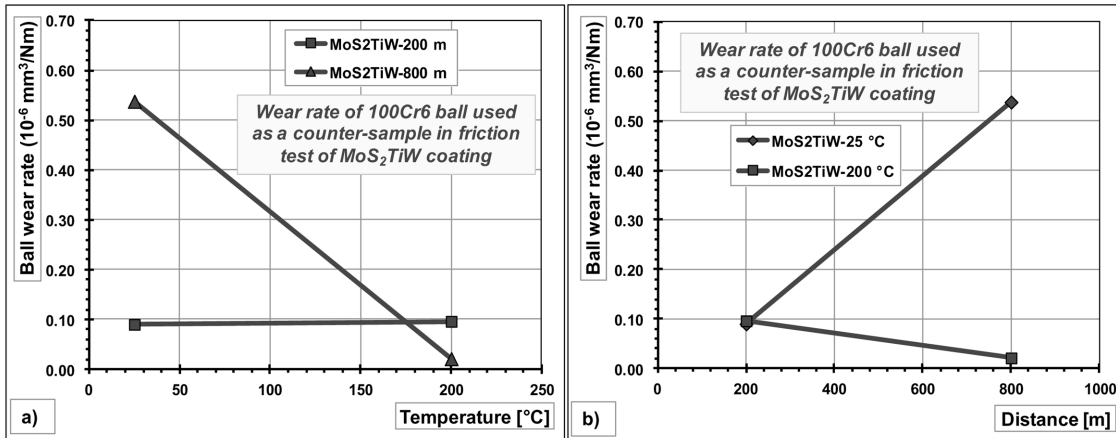 Ball wear rate (10⁻⁶ mm³/Nm)
0.70
0.60
0.50
0.40
0.30
0.20
0.10
0.00
MoS2TiW-200 m
MoS2TiW-800 m
Wear rate of 100Cr6 ball used
as a counter-sample in friction
test of MoS₂TiW coating
0 50 100 150 200 250
a)
Temperature [°C]
Ball wear rate (10⁻⁶ mm³/Nm)
0.70
0.60
0.50
0.40
0.30
0.20
0.10
0.00
Wear rate of 100Cr6 ball used
as a counter-sample in friction
test of MoS₂TiW coating
MoS2TiW-25 °C
MoS2TiW-200 °C
0 200 400 600 800 1000
b)
Distance [m]